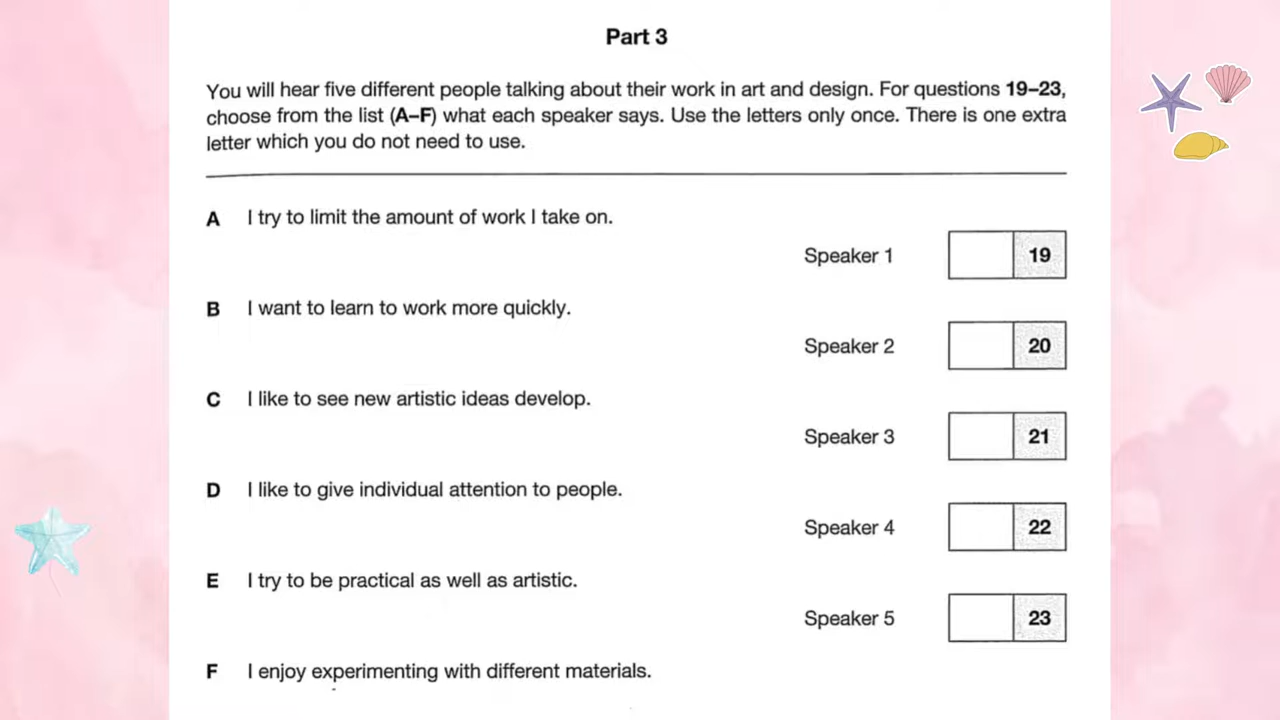 Part 3
You will hear five different people talking about their work in art and design. For questions 19–23,
choose from the list (A–F) what each speaker says. Use the letters only once. There is one extra
letter which you do not need to use.
A I try to limit the amount of work I take on.
Speaker 1 19
B I want to learn to work more quickly.
Speaker 2 20
C I like to see new artistic ideas develop.
Speaker 3 21
D I like to give individual attention to people.
Speaker 4 22
E I try to be practical as well as artistic.
Speaker 5 23
F I enjoy experimenting with different materials.